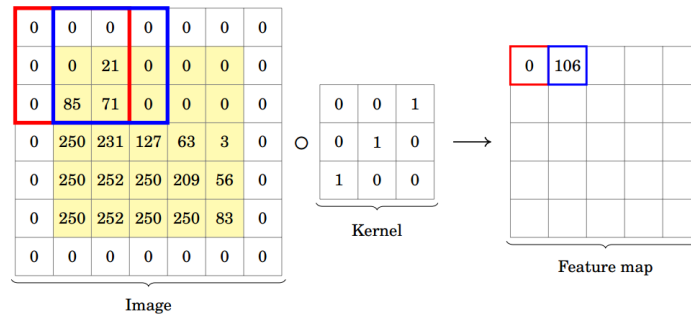 0 0 0 0 0 0 0
0 0 21 0 0 0 0
0 85 71 0 0 0 0
0 250 231 127 63 3 0
0 250 252 250 209 56 0
0 250 252 250 250 83 0
0 0 0 0 0 0 0
Image
0 0 1
0 1 0
1 0 0
Kernel
0 106
Feature map